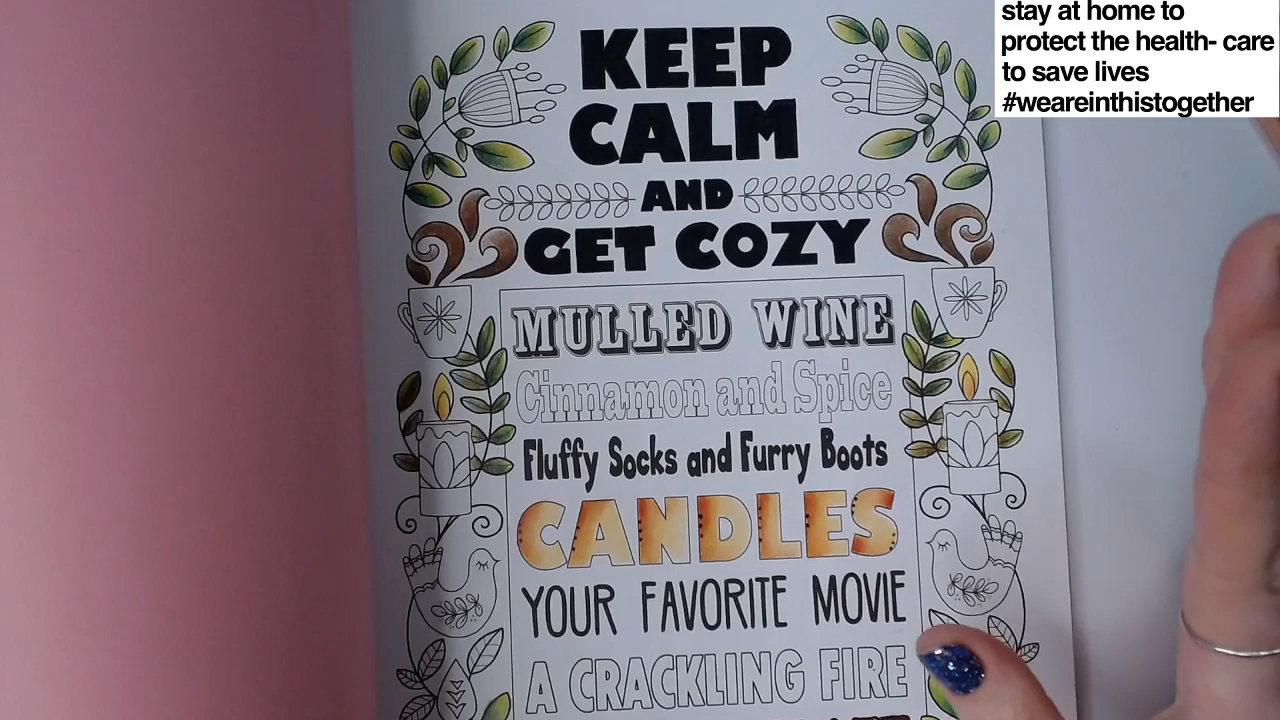 stay at home to
protect the health- care
to save lives
#weareinthistogether
KEEP
CALM
AND
GET COZY
MULLED WINE
Cinnamon and Spice
Fluffy Socks and Furry Boots
CANDLES
YOUR FAVORITE MOVIE
A CRACKLING FIRE